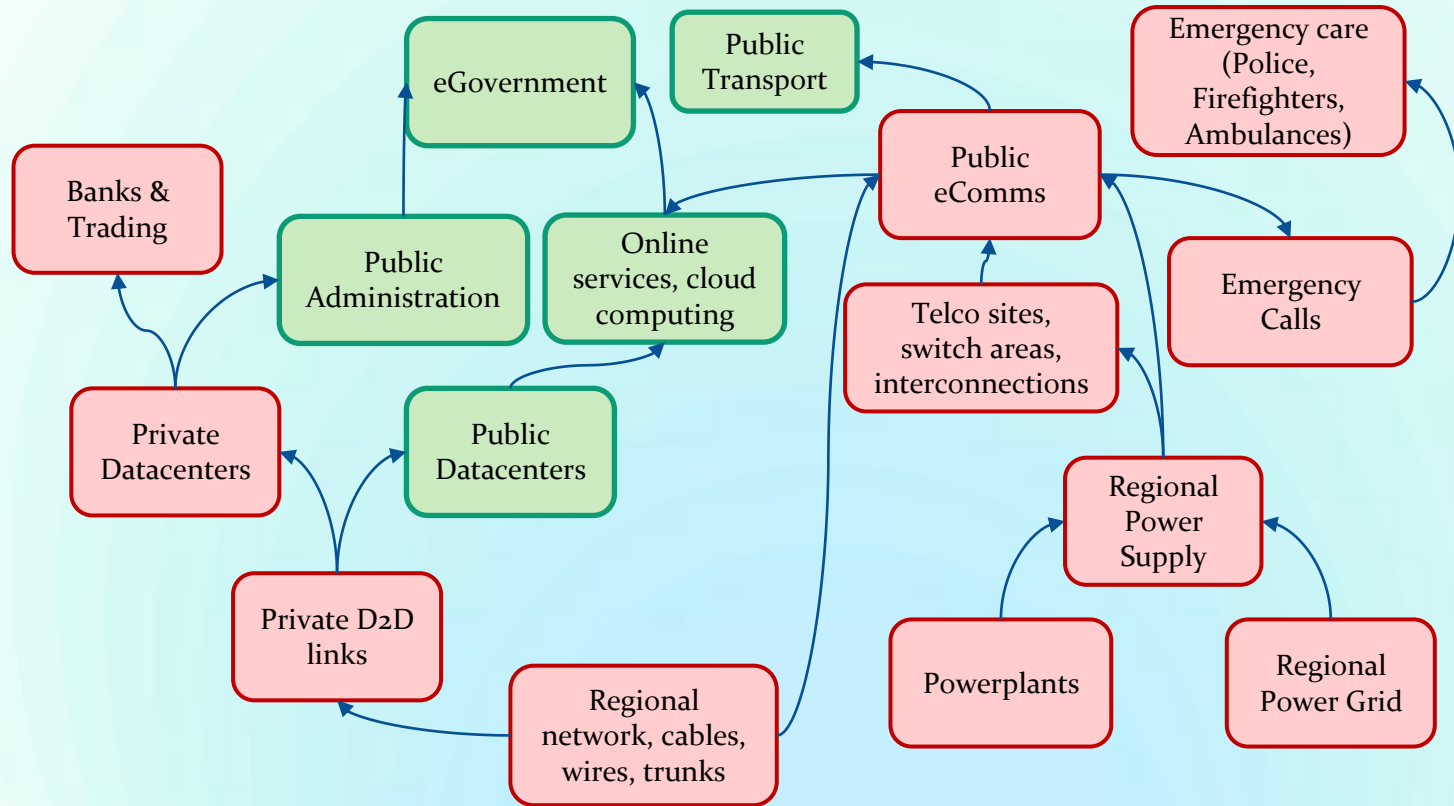 eGovernment
Public
Transport
Emergency care
(Police,
Firefighters,
Ambulances)
Banks &
Trading
Public
eComms
Public
Administration
Online
services, cloud
computing
Emergency
Calls
Telco sites,
switch areas,
interconnections
Private
Datacenters
Public
Datacenters
Regional
Power
Supply
Private D2D
links
Powerplants
Regional
Power Grid
Regional
network, cables,
wires, trunks